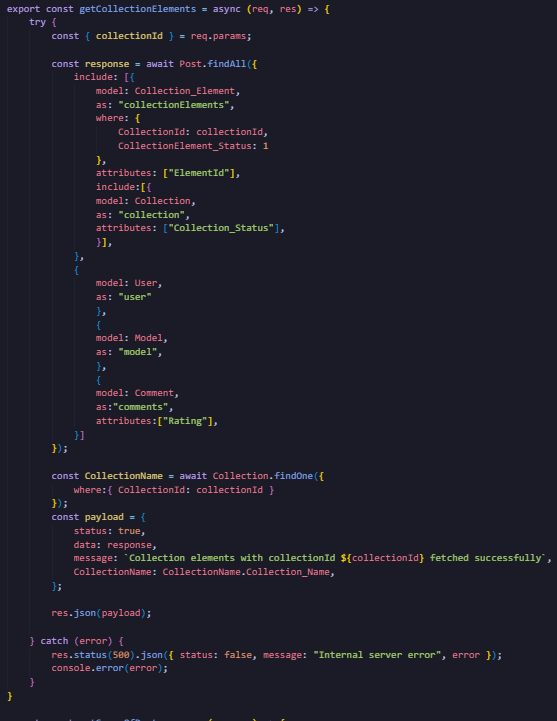 export const getCollectionElements = async (req, res) => {
    try {
        const { collectionId } = req.params;

        const response = await Post.findAll({
            include: [{
                model: Collection_Element,
                as: "collectionElements",
                where: {
                    CollectionId: collectionId,
                    CollectionElement_Status: 1
                },
                attributes: ["ElementId"],
                include:[{
                model: Collection,
                as: "collection",
                attributes: ["Collection_Status"],
                }],
            },
            {
                model: User,
                as: "user"
                },
                {
                model: Model,
                as: "model",
                },
                {
                model: Comment,
                as:"comments",
                attributes:["Rating"],
            }]
        });

        const CollectionName = await Collection.findOne({
            where:{ CollectionId: collectionId }
        });
        const payload = {
            status: true,
            data: response,
            message: `Collection elements with collectionId ${collectionId} fetched successfully`,
            CollectionName: CollectionName.Collection_Name,
        };

        res.json(payload);

    } catch (error) {
        res.status(500).json({ status: false, message: "Internal server error", error });
        console.error(error);
    }
}